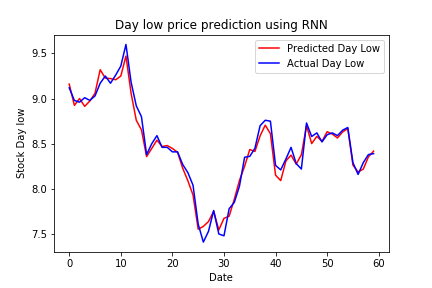 Day low price prediction using RNN
Predicted Day Low
Actual Day Low
Stock Day low
9.5
9.0
8.5
8.0
7.5
0 10 20 30 40 50 60
Date